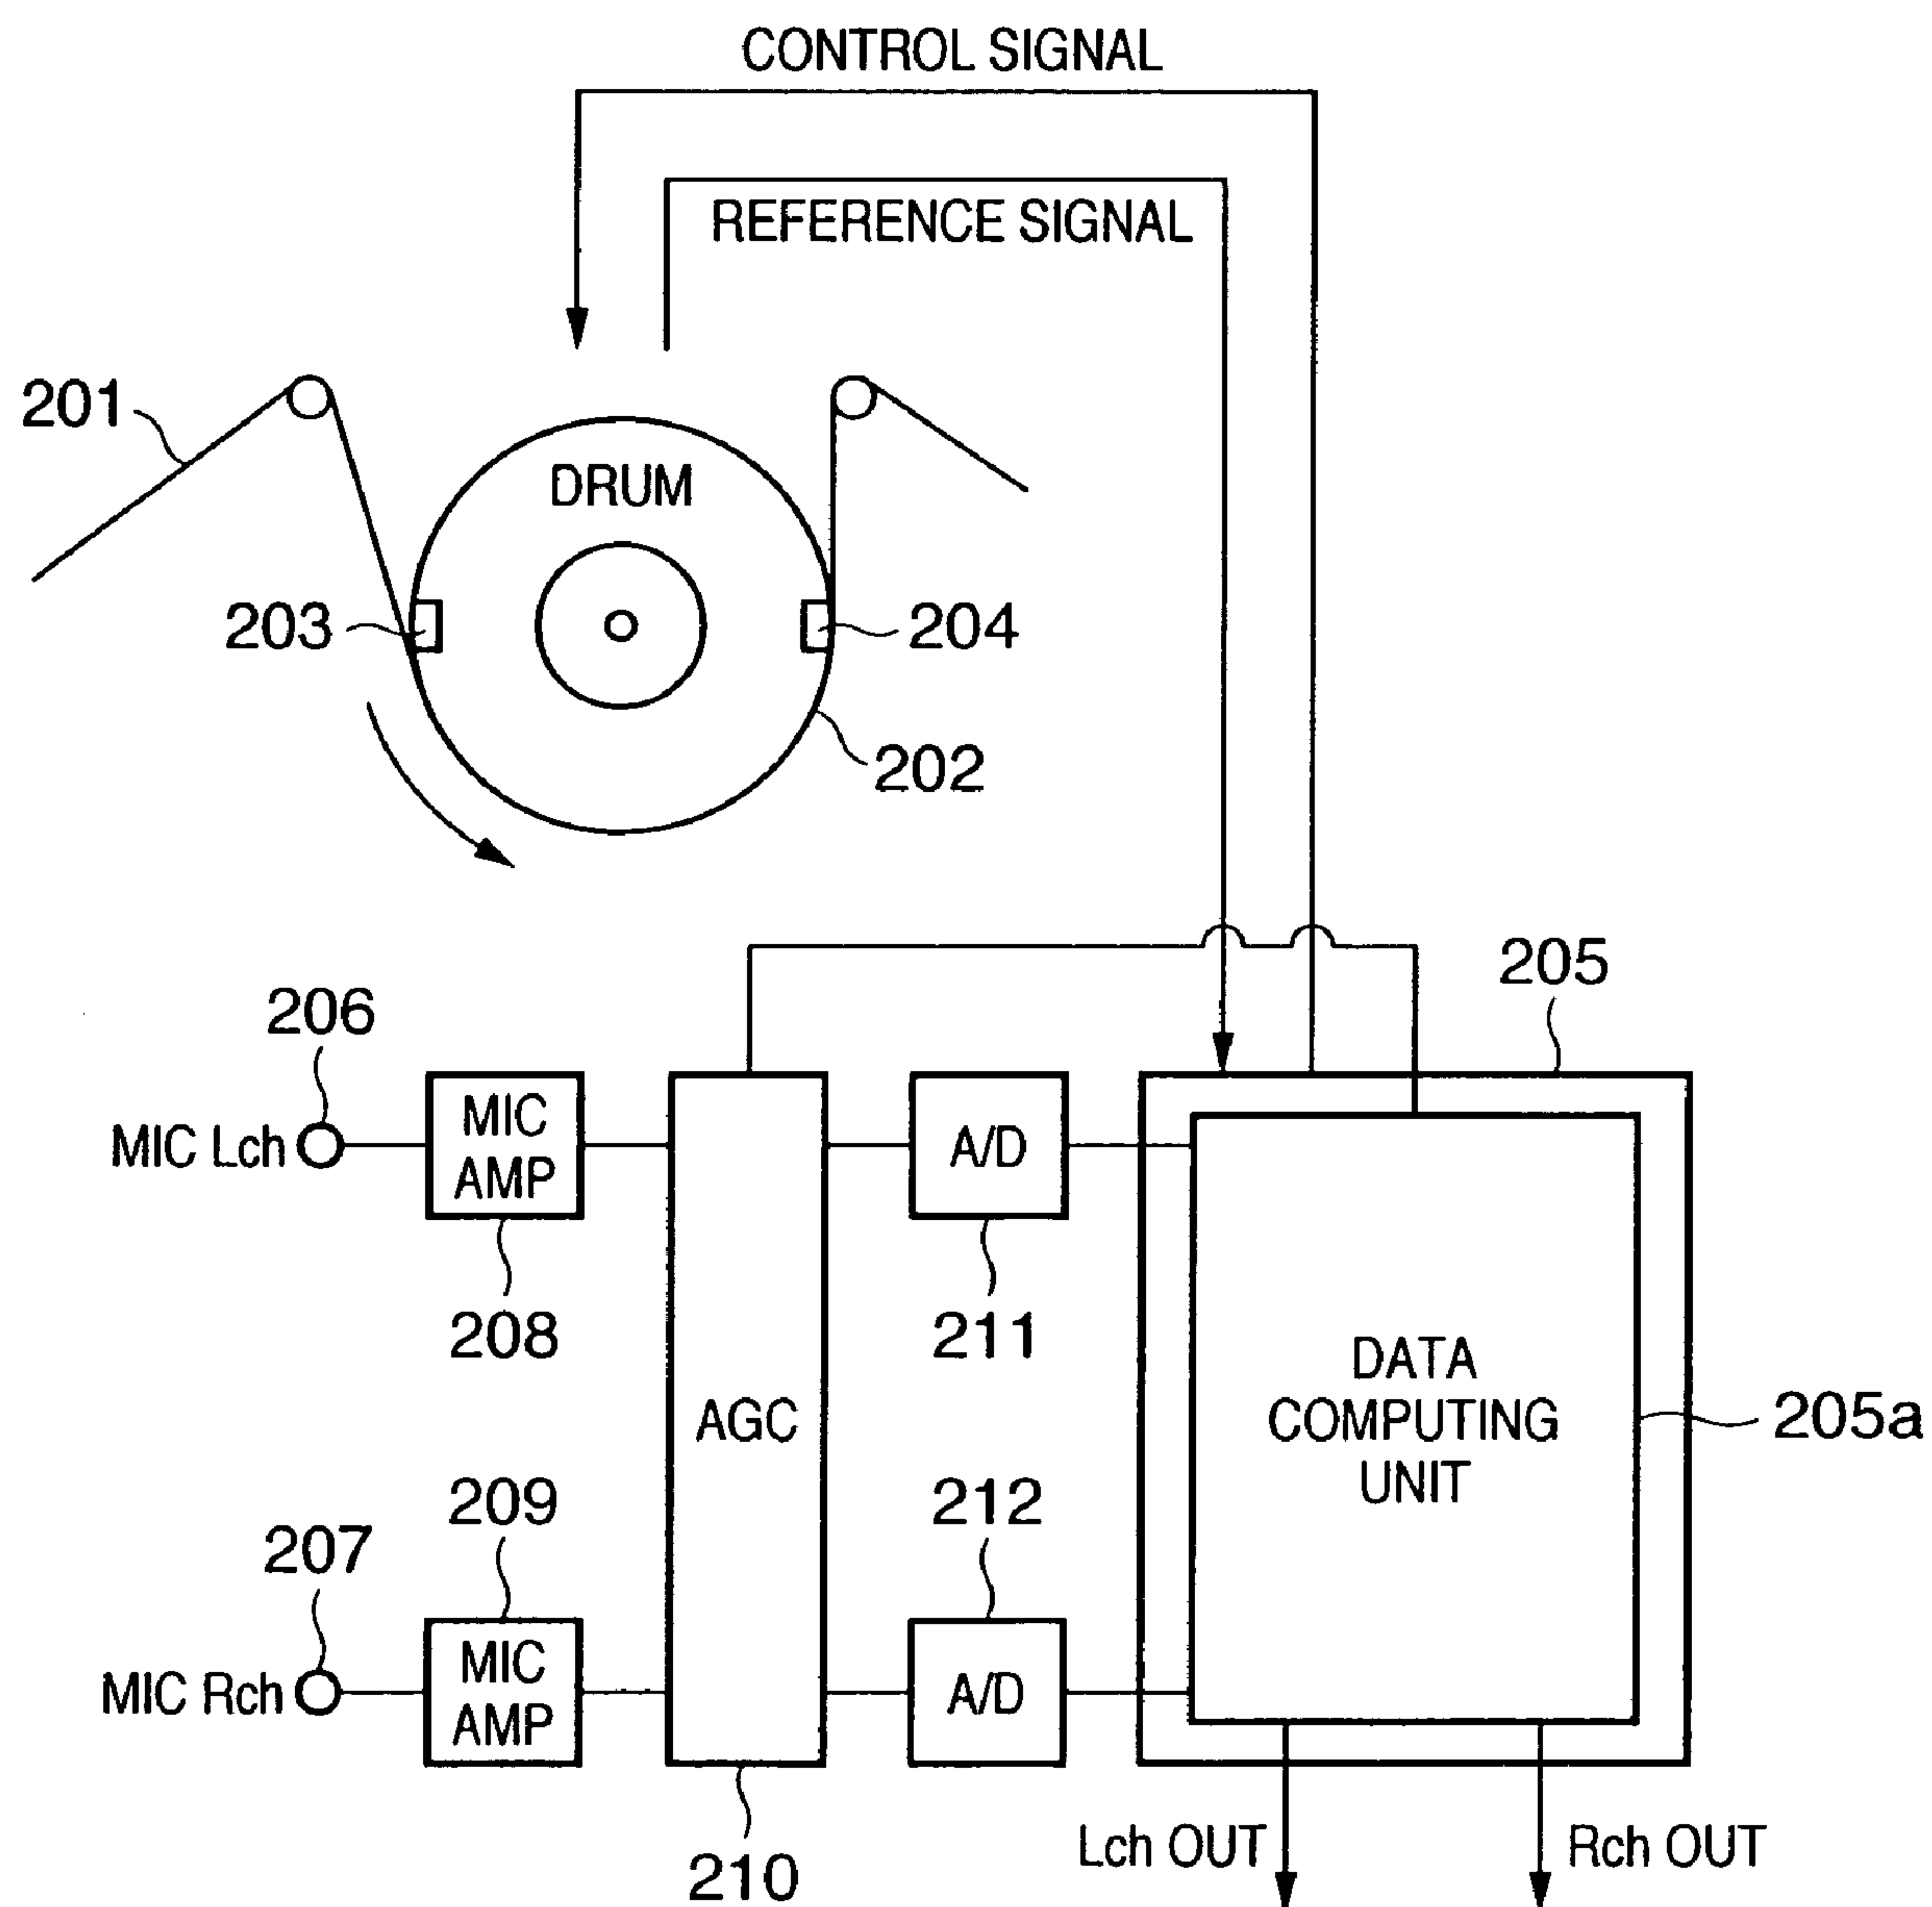 CONTROL SIGNAL
REFERENCE SIGNAL
201
DRUM
203
204
202
205
206
MIC Lch
MIC
AMP
A/D
208
211
DATA
COMPUTING
UNIT
205a
AGC
209
212
207
MIC Rch
MIC
AMP
A/D
210
Lch OUT
Rch OUT